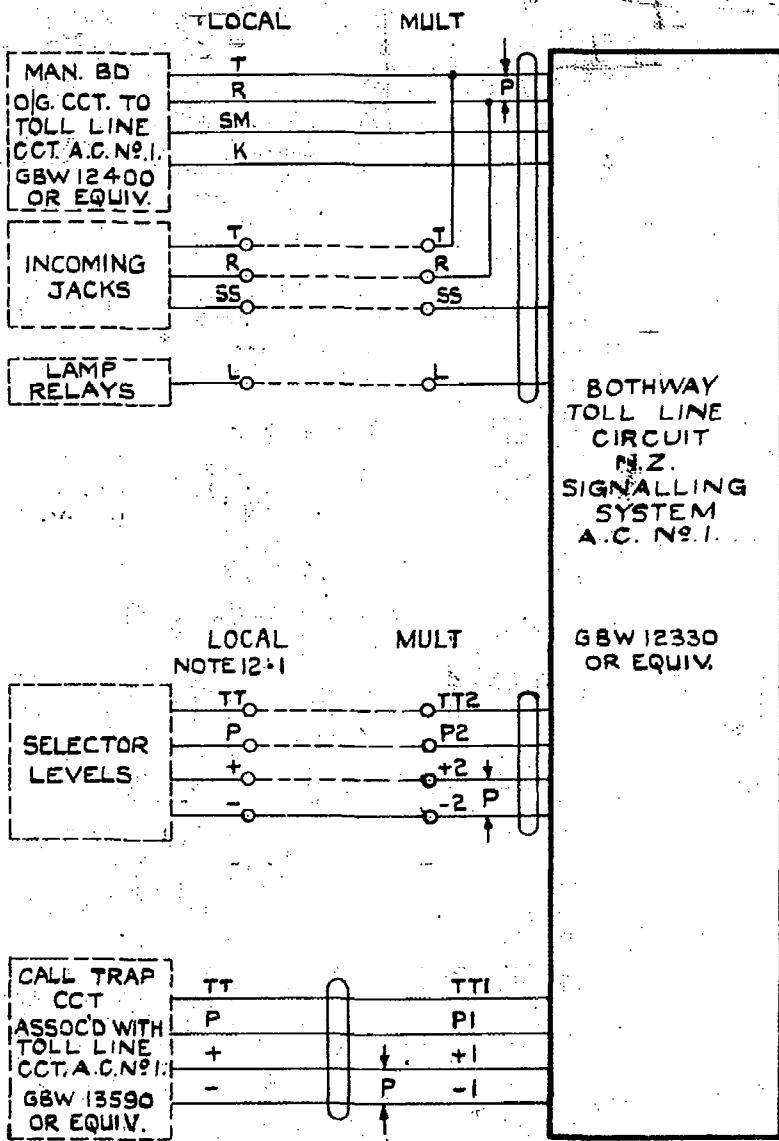 LOCAL MULT
MAN. BD
O/G. CCT. TO
TOLL LINE
CCT. A.C. Nº.1.
GBW 12400
OR EQUIV.
T
R
SM.
K
P
INCOMING
JACKS
T T
R R
SS SS
LAMP
RELAYS
L L
BOTHWAY
TOLL LINE
CIRCUIT
N.Z.
SIGNALLING
SYSTEM
A.C. Nº.1.
GBW 12330
OR EQUIV.
LOCAL MULT
NOTE 12.1
SELECTOR
LEVELS
TT TT2
P P2
+ +2
- -2
P
CALL TRAP
CCT
ASSOC'D WITH
TOLL LINE
CCT. A.C. Nº1.
GBW 13590
OR EQUIV.
TT TT1
P P1
+ +1
- -1
P